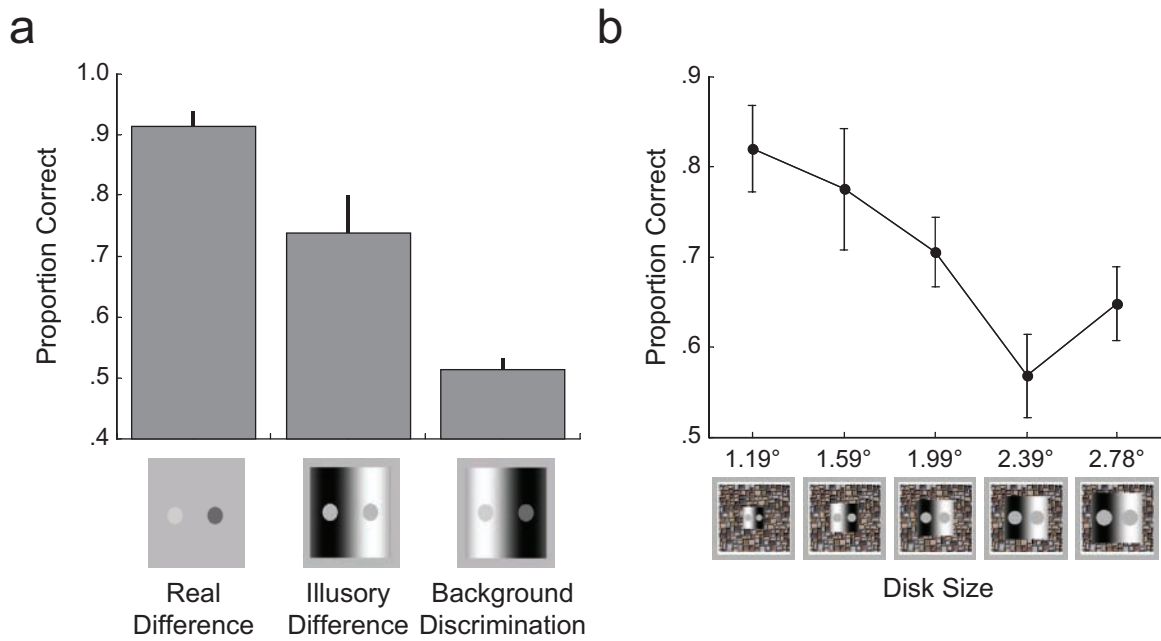 a
1.0
.9
.8
.7
.6
.5
.4
Proportion Correct
Real
Difference
Illusory
Difference
Background
Discrimination
b
.9
.8
.7
.6
.5
Proportion Correct
1.19° 1.59° 1.99° 2.39° 2.78°
Disk Size